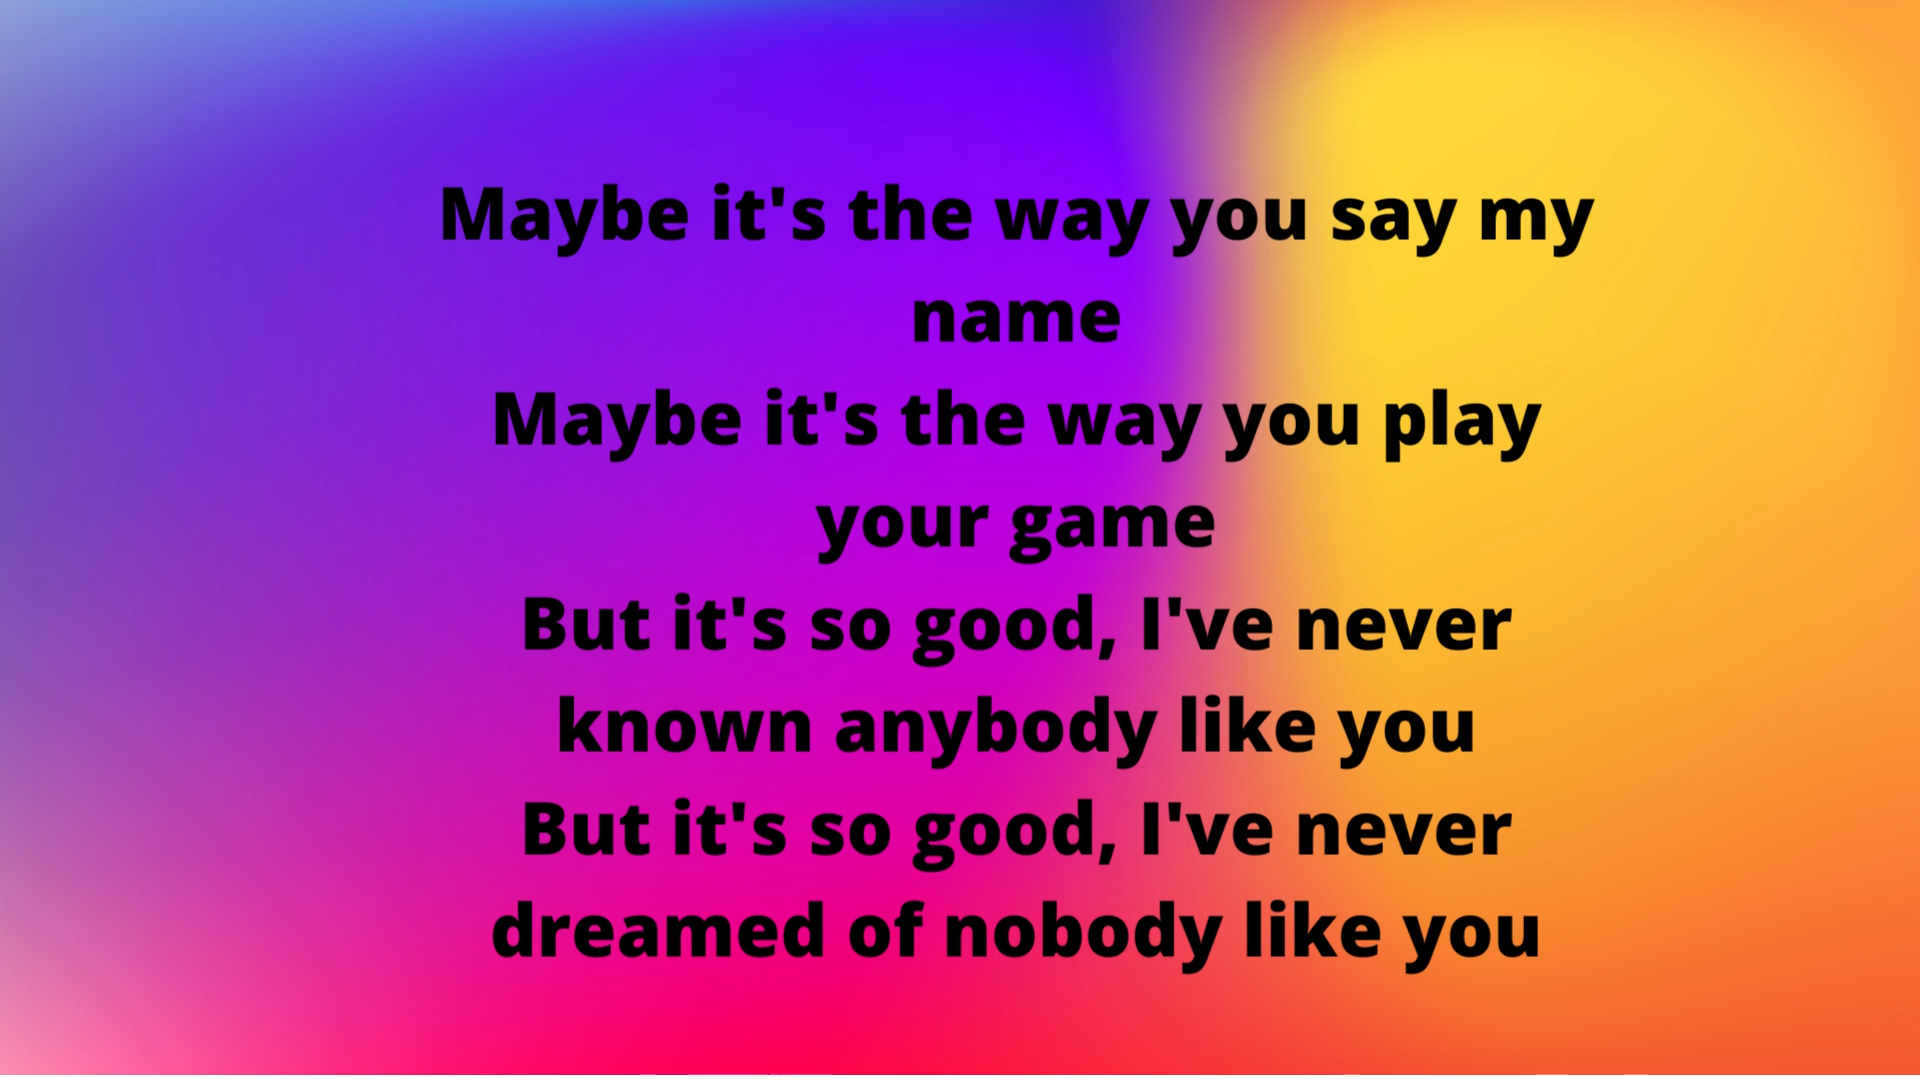 Maybe it's the way you say my
name
Maybe it's the way you play
your game
But it's so good, I've never
known anybody like you
But it's so good, I've never
dreamed of nobody like you